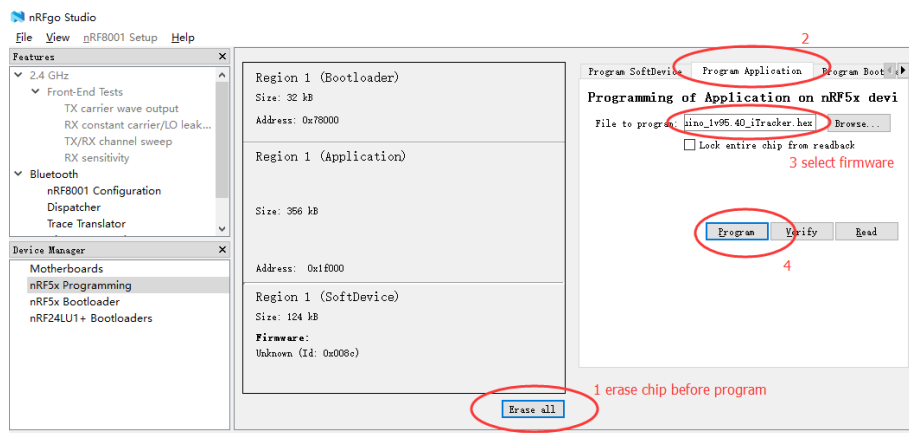 nRFgo Studio
File View nRF8001 Setup Help
Features
2.4 GHz
Front-End Tests
TX carrier wave output
RX constant carrier/LO leak...
TX/RX channel sweep
RX sensitivity
Bluetooth
nRF8001 Configuration
Dispatcher
Trace Translator
Device Manager
Motherboards
nRF5x Programming
nRF5x Bootloader
nRF24LU1+ Bootloaders
Region 1 (Bootloader)
Size: 32 kB
Address: 0x78000
Region 1 (Application)
Size: 356 kB
Address: 0x1f000
Region 1 (SoftDevice)
Size: 124 kB
Firmware:
Unknown (Id: 0x008c)
1 erase chip before program
Erase all
2
Program SoftDevice Program Application Program Boot
Programming of Application on nRF5x devi
File to program: uino_1v95.40_iTracker.hex Browse...
Lock entire chip from readback
3 select firmware
Program Verify Read
4